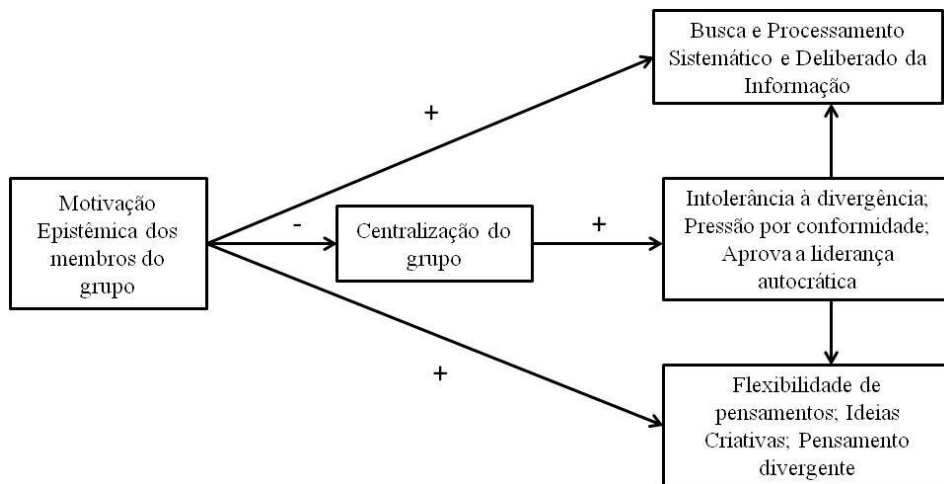 Busca e Processamento
Sistemático e Deliberado da
Informação
+
Motivação
Epistêmica dos
membros do
grupo
-
Centralização do
grupo
+
Intolerância à divergência;
Pressão por conformidade;
Aprova a liderança
autocrática
+
Flexibilidade de
pensamentos; Ideias
Criativas; Pensamento
divergente